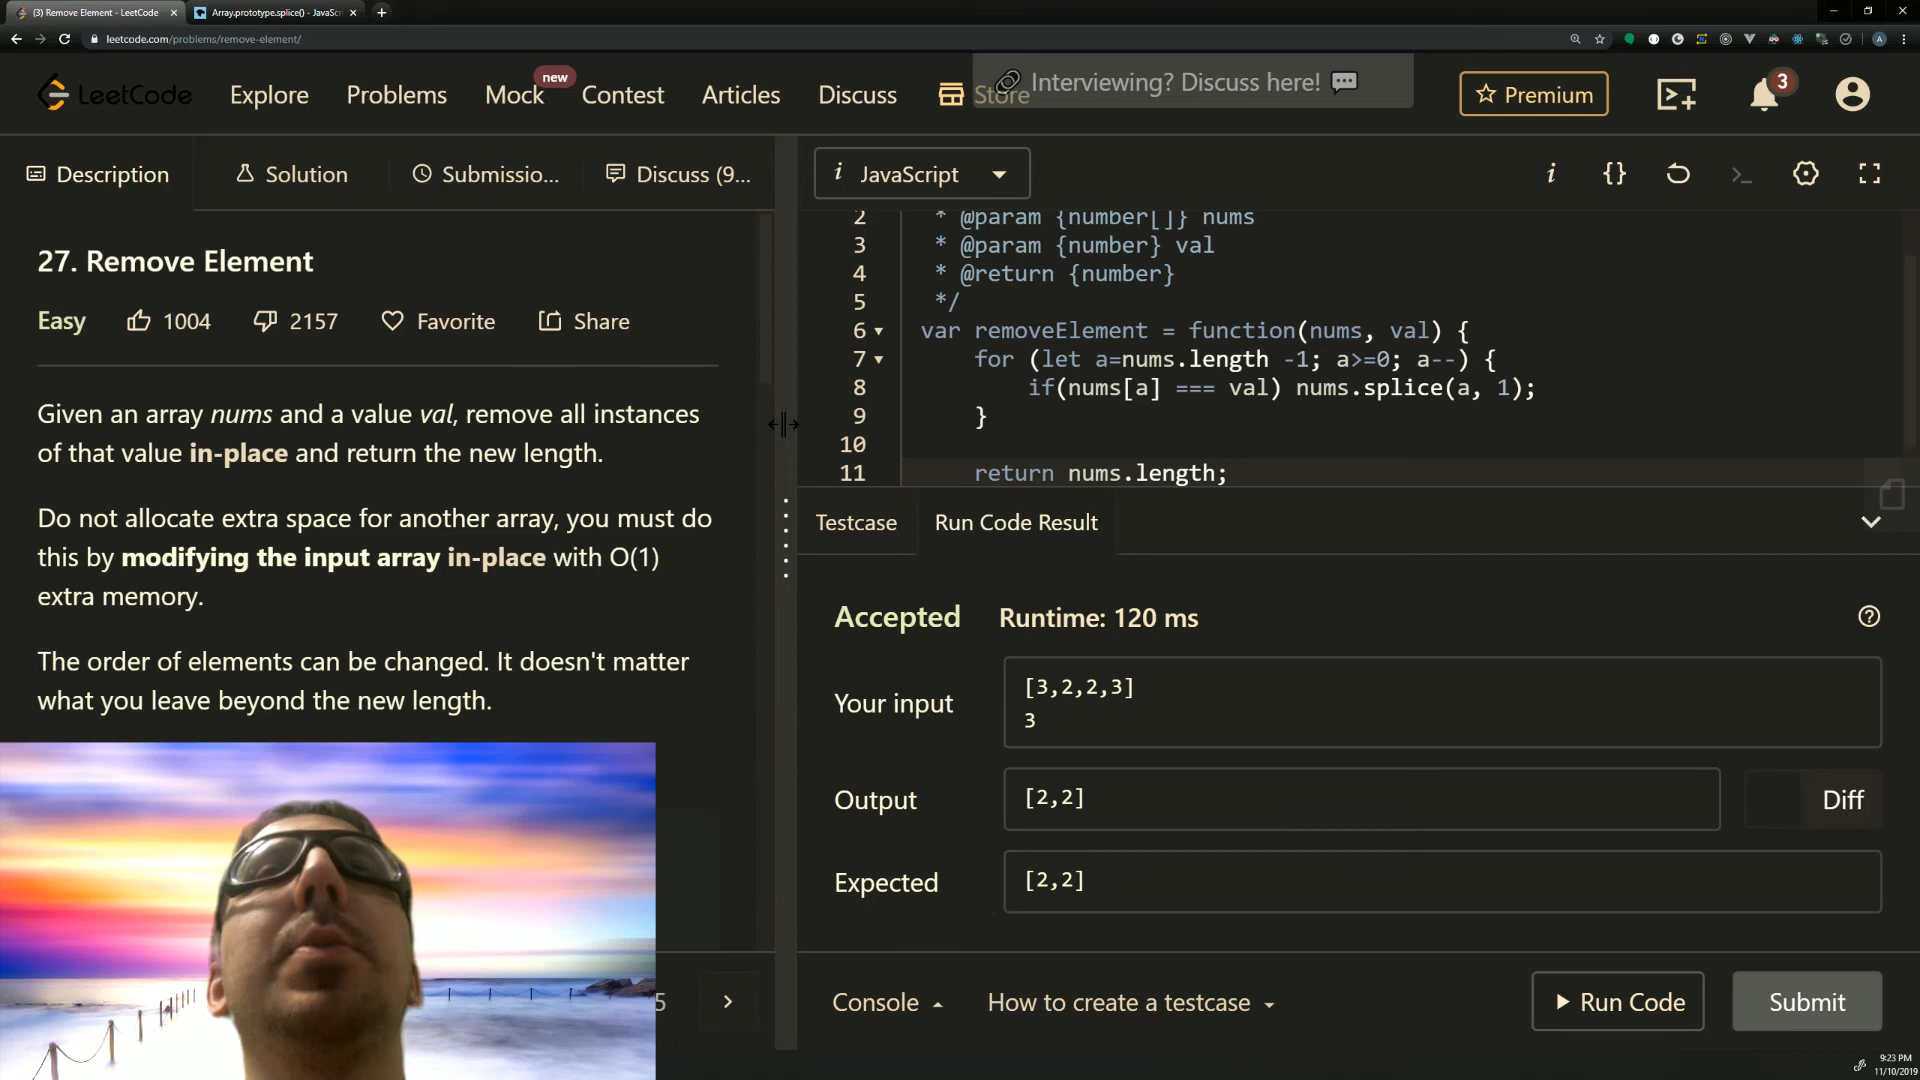 (3) Remove Element - LeetCode
Array.prototype.splice() - JavaScr
leetcode.com/problems/remove-element/
LeetCode
Explore
Problems
Mock
new
Contest
Articles
Discuss
Store
Interviewing? Discuss here!
Premium
3
Description
Solution
Submissio...
Discuss (9...
JavaScript
27. Remove Element
Easy
1004
2157
Favorite
Share
Given an array nums and a value val, remove all instances
of that value in-place and return the new length.
Do not allocate extra space for another array, you must do
this by modifying the input array in-place with O(1)
extra memory.
The order of elements can be changed. It doesn't matter
what you leave beyond the new length.
5
2 * @param {number[]} nums
3 * @param {number} val
4 * @return {number}
5 */
6 var removeElement = function(nums, val) {
7 for (let a=nums.length -1; a>=0; a--) {
8 if(nums[a] === val) nums.splice(a, 1);
9 }
10
11 return nums.length;
Testcase
Run Code Result
Accepted
Runtime: 120 ms
Your input
[3,2,2,3]
3
Output
[2,2]
Diff
Expected
[2,2]
Console
How to create a testcase
Run Code
Submit
9:23 PM
11/10/2019